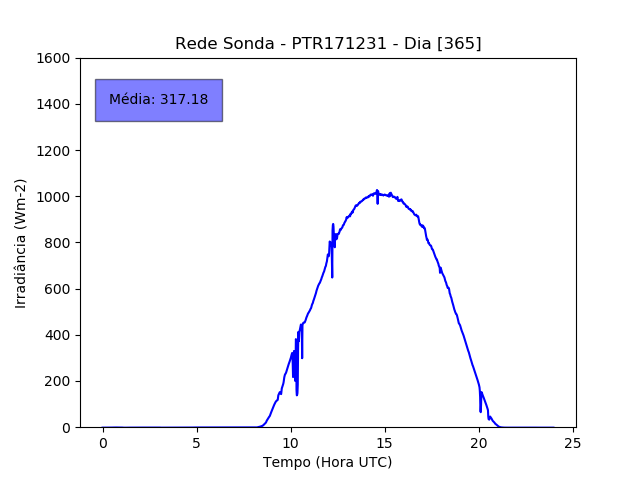 Rede Sonda - PTR171231 - Dia [365]
1600
1400
1200
1000
800
600
400
200
0
Média: 317.18
Irradiância (Wm-2)
0 5 10 15 20 25
Tempo (Hora UTC)